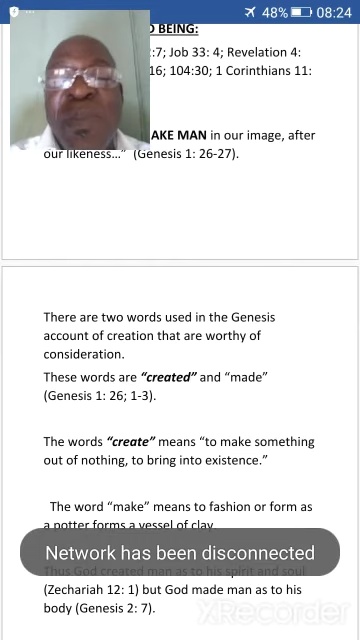 48% 08:24
D BEING:
:7; Job 33: 4; Revelation 4:
16; 104:30; 1 Corinthians 11:
AKE MAN in our image, after
our likeness…” (Genesis 1: 26-27).
There are two words used in the Genesis
account of creation that are worthy of
consideration.
These words are “created” and “made”
(Genesis 1: 26; 1-3).
The words “create” means “to make something
out of nothing, to bring into existence.”
The word “make” means to fashion or form as
a potter forms a vessel of clay
Network has been disconnected
Thus God created man as to his spirit and soul
(Zechariah 12: 1) but God made man as to his
body (Genesis 2: 7).
XRecorder